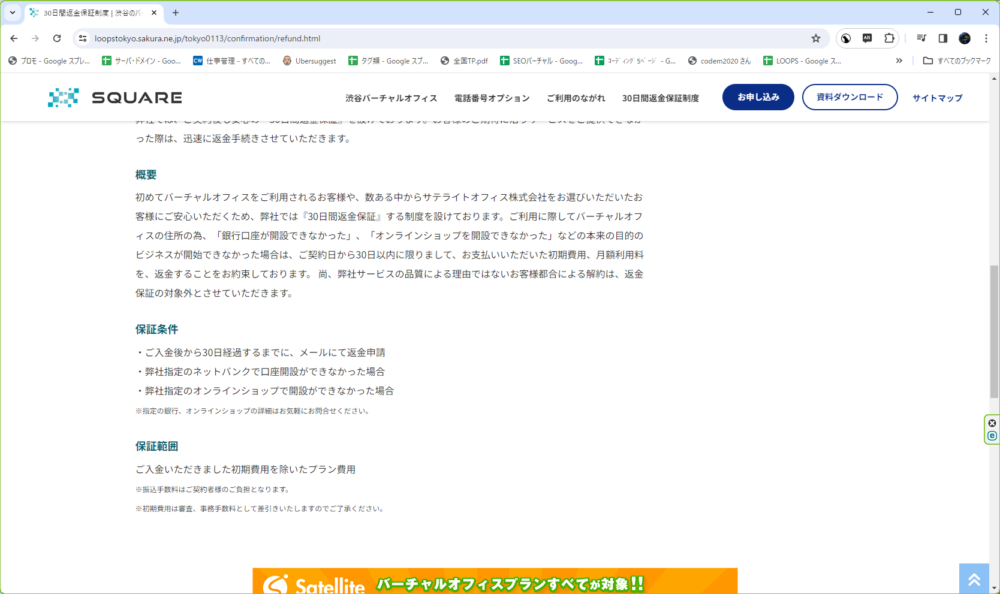 30日間返金保証制度 | 渋谷のバ
loopstokyo.sakura.ne.jp/tokyo0113/confirmation/refund.html
プロモ - Google スプレ...
サーバ・ドメイン - Goo...
CW 仕事管理 - すべての...
Ubersuggest
タグ類 - Google スプ...
全国TP.pdf
SEOバーチャル - Goog...
ｺｰﾃﾞｨﾝｸﾞ 5ﾍﾟｰｼﾞ - G...
codem2020 さん
LOOPS - Google ス...
すべてのブックマーク
SQUARE
渋谷バーチャルオフィス
電話番号オプション
ご利用のながれ
30日間返金保証制度
お申し込み
資料ダウンロード
サイトマップ
った際は、迅速に返金手続きさせていただきます。
概要
初めてバーチャルオフィスをご利用されるお客様や、数ある中からサテライトオフィス株式会社をお選びいただいたお
客様にご安心いただくため、弊社では『30日間返金保証』する制度を設けております。ご利用に際してバーチャルオフ
ィスの住所の為、「銀行口座が開設できなかった」、「オンラインショップを開設できなかった」などの本来の目的の
ビジネスが開始できなかった場合は、ご契約日から30日以内に限りまして、お支払いいただいた初期費用、月額利用料
を、返金することをお約束しております。 尚、弊社サービスの品質による理由ではないお客様都合による解約は、返金
保証の対象外とさせていただきます。
保証条件
・ご入金後から30日経過するまでに、メールにて返金申請
・弊社指定のネットバンクで口座開設ができなかった場合
・弊社指定のオンラインショップで開設ができなかった場合
※指定の銀行、オンラインショップの詳細はお気軽にお問合せください。
保証範囲
ご入金いただきました初期費用を除いたプラン費用
※振込手数料はご契約者様のご負担となります。
※初期費用は審査、事務手数料として差引きいたしますのでご了承ください。
Satellite バーチャルオフィスプランすべてが対象!!